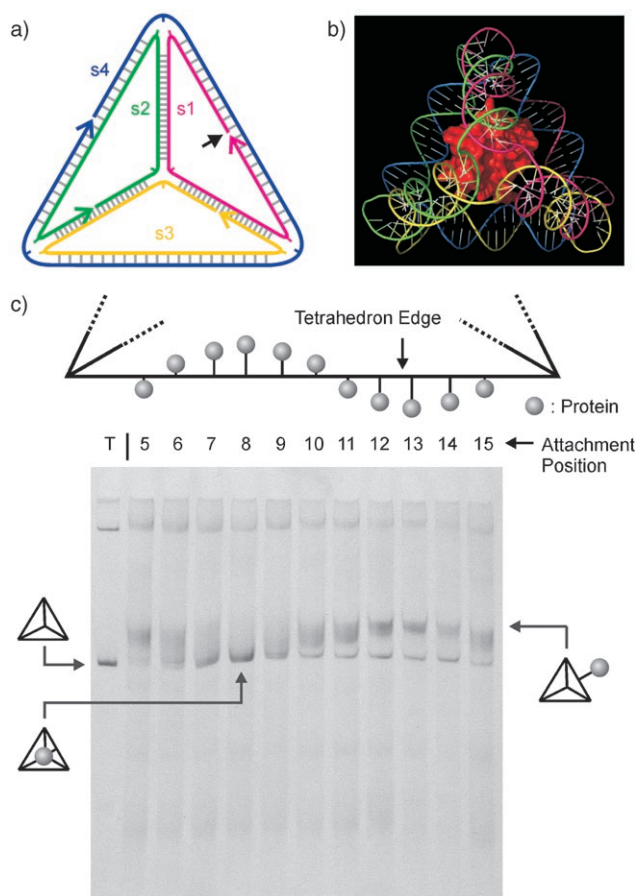 a)
b)
s4
s2
s1
s3
c)
Tetrahedron Edge
: Protein
T 5 6 7 8 9 10 11 12 13 14 15
Attachment
Position